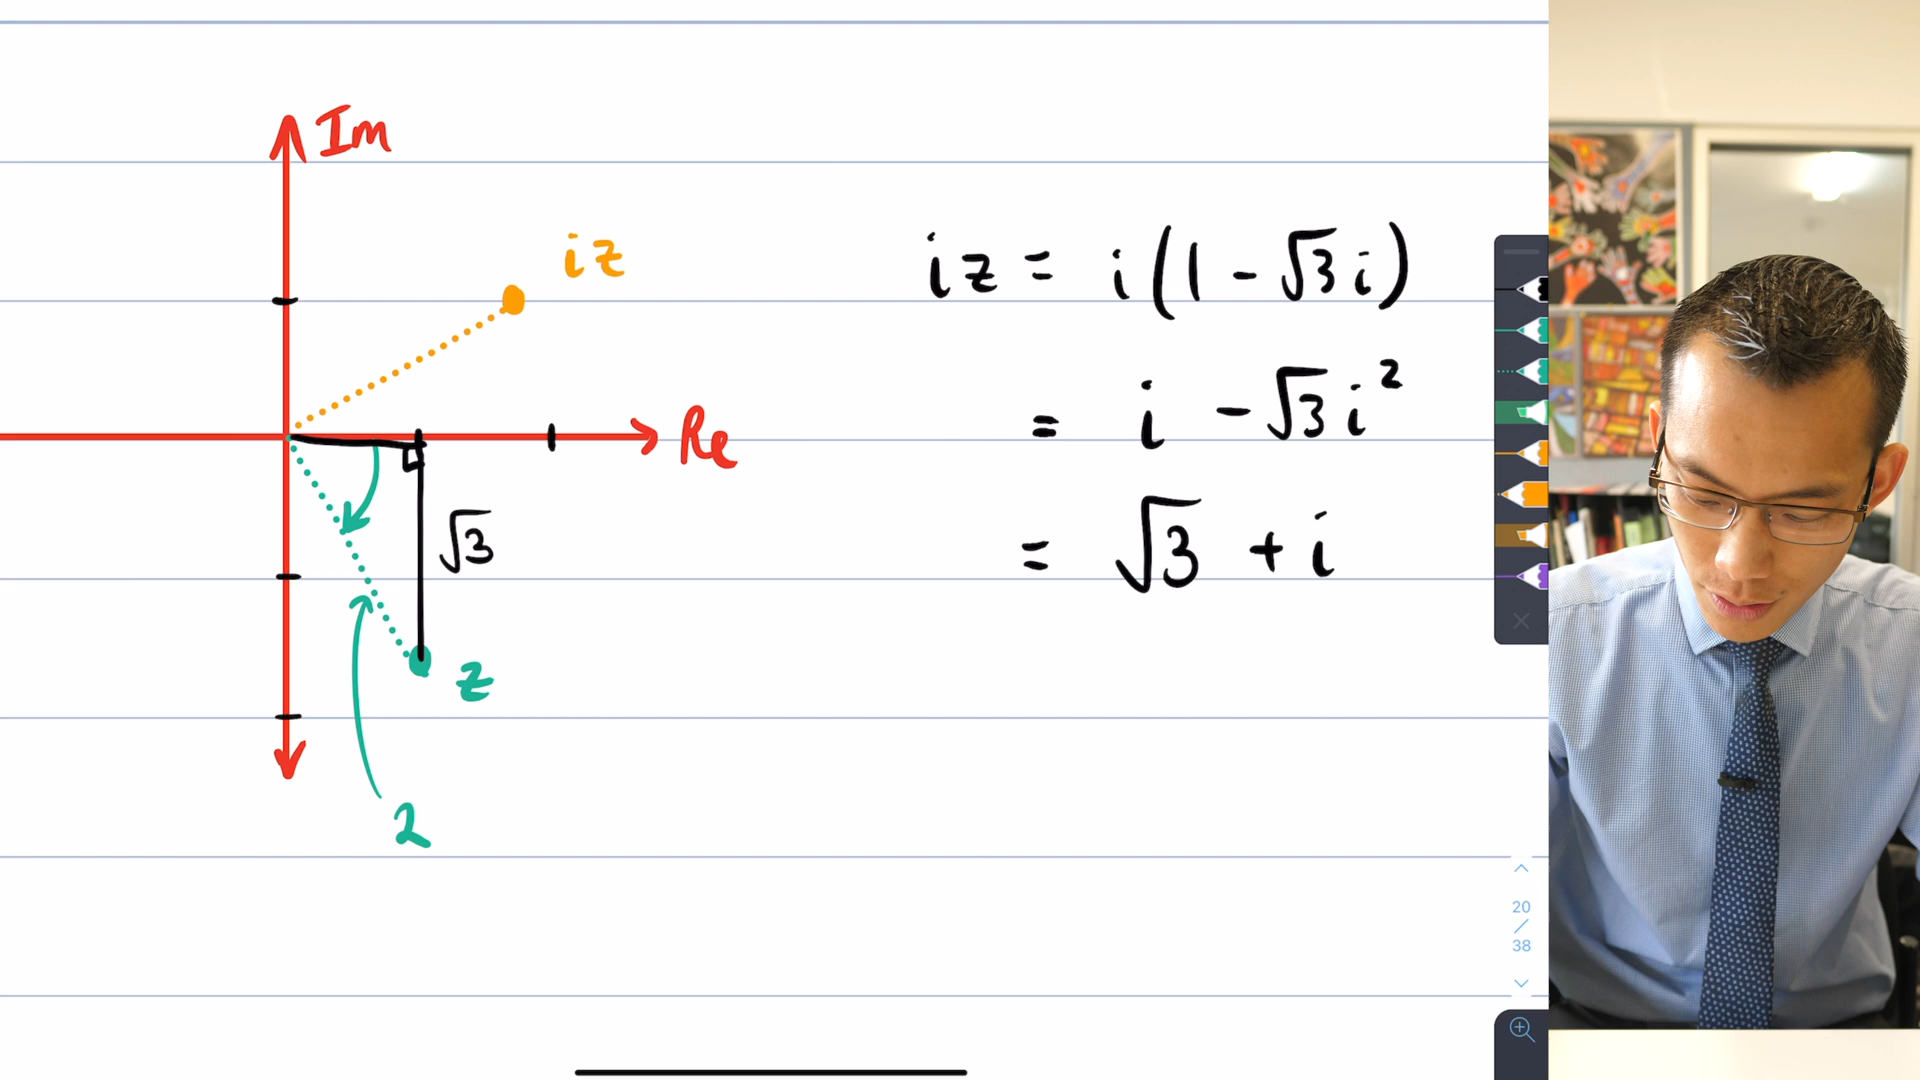 Im
iz
Re
√3
z
2
iz = i(1 - √3i)
= i - √3i²
= √3 + i
20
/
38